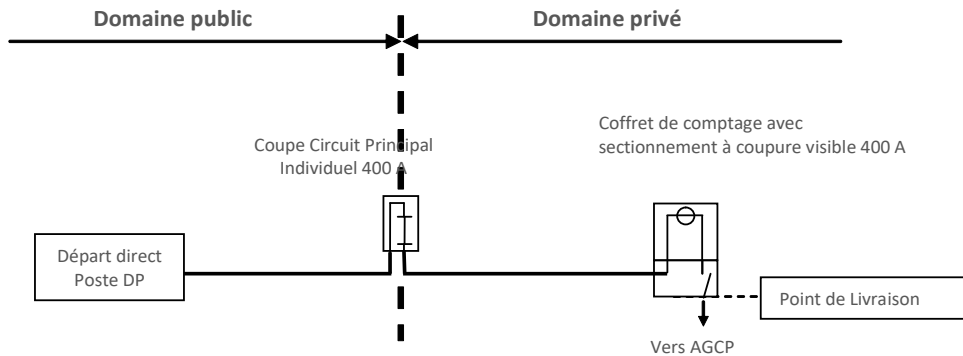 Domaine public
Domaine privé
Coupe Circuit Principal
Individuel 400 A
Coffret de comptage avec
sectionnement à coupure visible 400 A
Départ direct
Poste DP
Point de Livraison
Vers AGCP